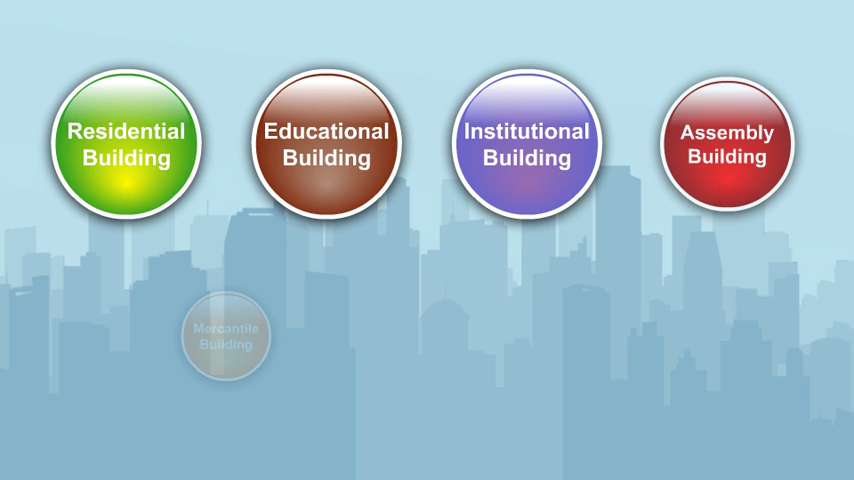 Residential
Building
Educational
Building
Institutional
Building
Assembly
Building
Mercantile
Building